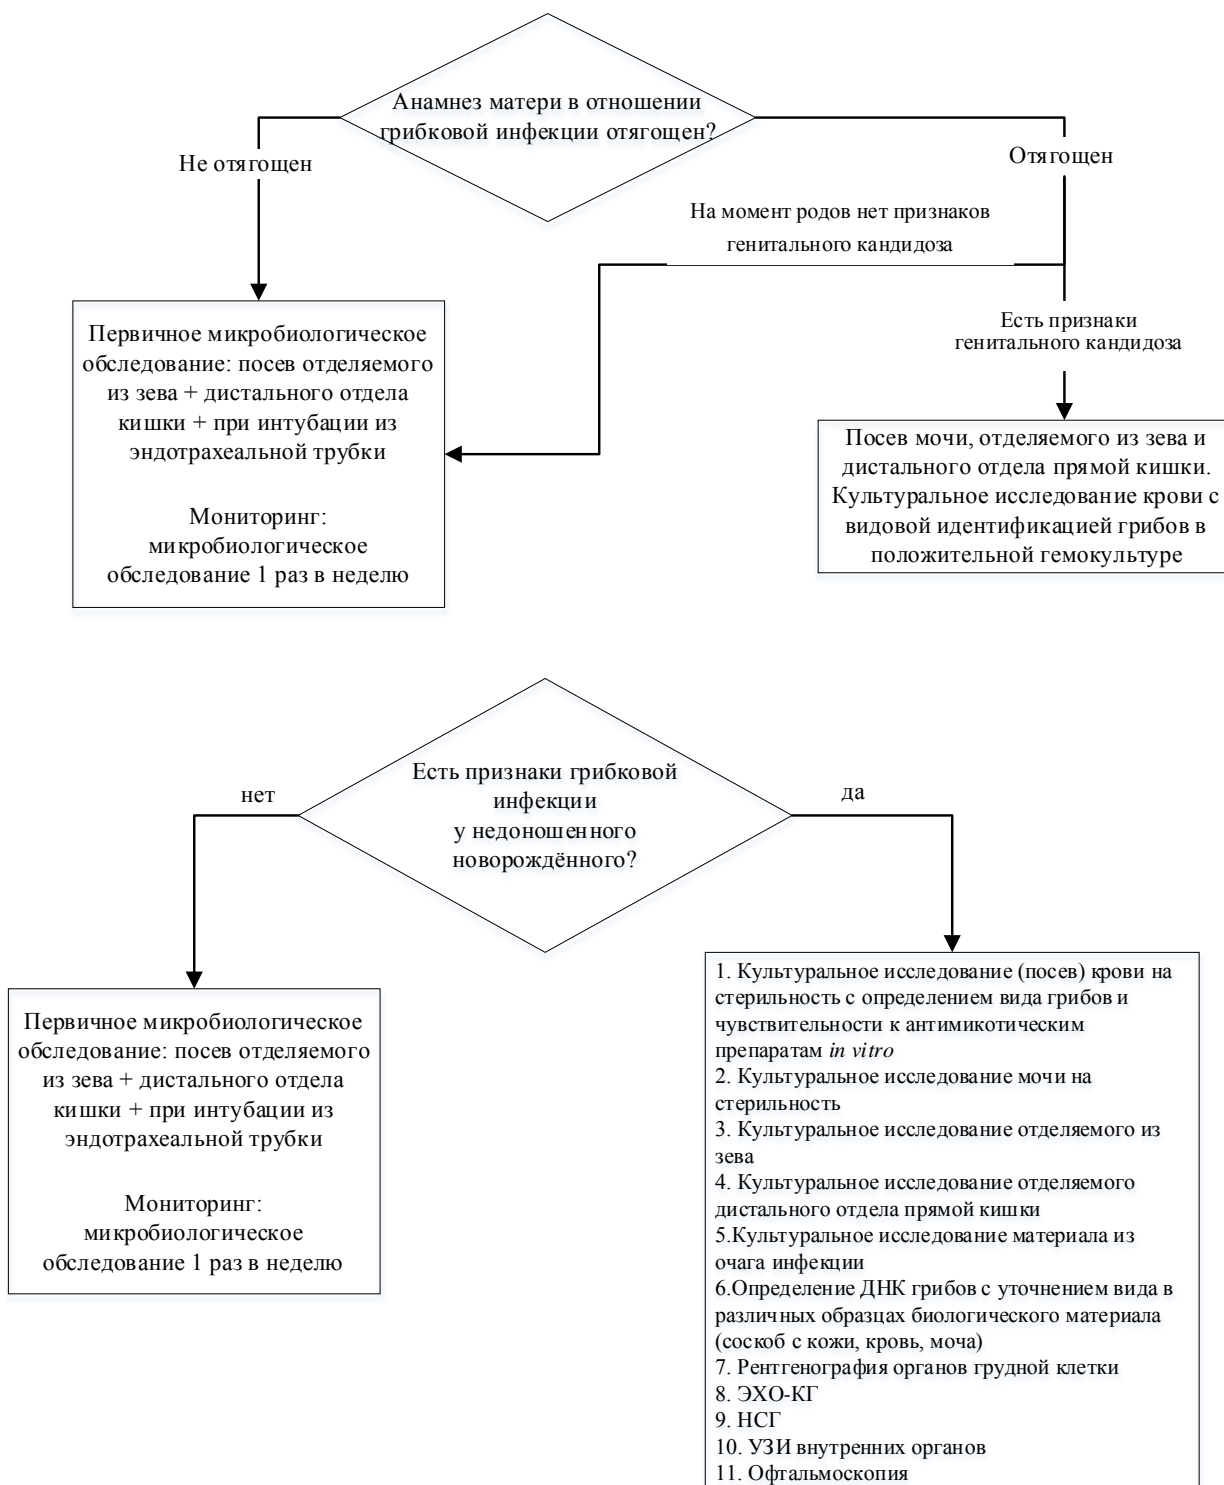 Анамнез матери в отношении
грибковой инфекции отягощен?
Не отягощен
Отягощен
На момент родов нет признаков
генитального кандидоза
Есть признаки
генитального кандидоза
Первичное микробиологическое
обследование: посев отделяемого
из зева + дистального отдела
кишки + при интубации из
эндотрахеальной трубки
Мониторинг:
микробиологическое
обследование 1 раз в неделю
Посев мочи, отделяемого из зева и
дистального отдела прямой кишки.
Культуральное исследование крови с
видовой идентификацией грибов в
положительной гемокультуре
Есть признаки грибковой
инфекции
у недоношенного
новорождённого?
нет
да
Первичное микробиологическое
обследование: посев отделяемого
из зева + дистального отдела
кишки + при интубации из
эндотрахеальной трубки
Мониторинг:
микробиологическое
обследование 1 раз в неделю
1. Культуральное исследование (посев) крови на
стерильность с определением вида грибов и
чувствительности к антимикотическим
препаратам in vitro
2. Культуральное исследование мочи на
стерильность
3. Культуральное исследование отделяемого из
зева
4. Культуральное исследование отделяемого
дистального отдела прямой кишки
5.Культуральное исследование материала из
очага инфекции
6.Определение ДНК грибов с уточнением вида в
различных образцах биологического материала
(соскоб с кожи, кровь, моча)
7. Рентгенография органов грудной клетки
8. ЭХО-КГ
9. НСГ
10. УЗИ внутренних органов
11. Офтальмоскопия